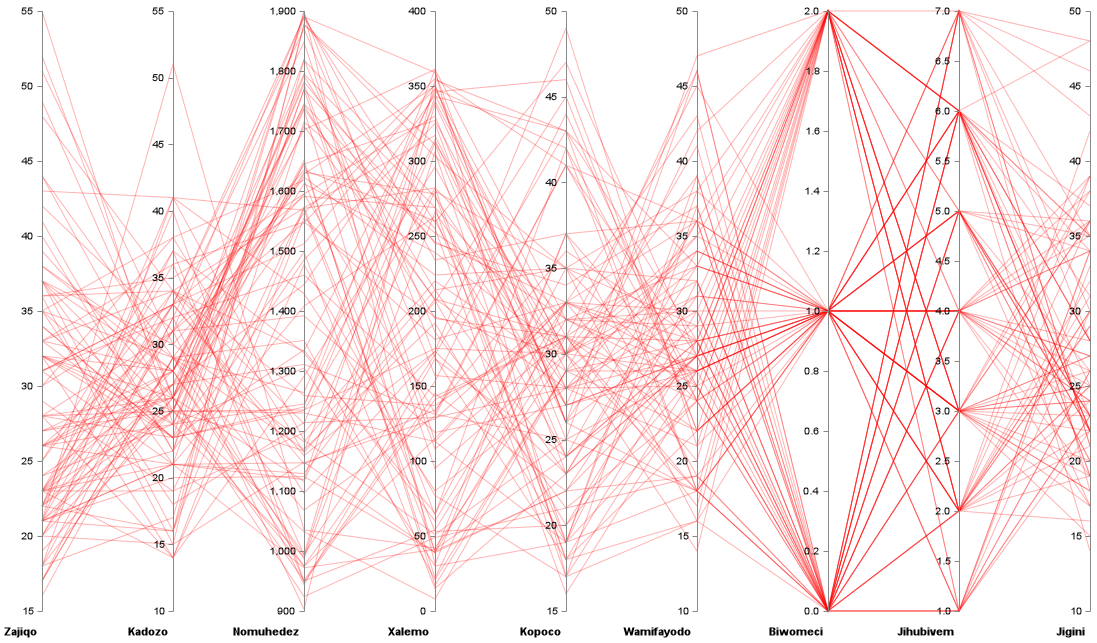 55 55 1,900 400 50 50 2.0 7.0 50
6.5
50 50 1,800 350 45 45 1.8 6.0 45
45 45 1,700 300 40 1.6 5.5 40
40 40 1,600 250 40 35 1.4 5.0 35
35 35 1,500 200 35 30 1.2 4.5 30
30 30 1,400 150 30 25 1.0 4.0 25
25 25 1,300 100 25 20 0.8 3.5 20
20 20 1,200 50 20 15 0.6 3.0 15
15 15 1,100 0 15 10 0.4 2.5 10
10 1,000 0.2 2.0
900 0.0 1.5
1.0
Zajiqo Kadozo Nomuhedez Xalemo Kopoco Wamifayodo Biwomeci Jihubivem Jigini